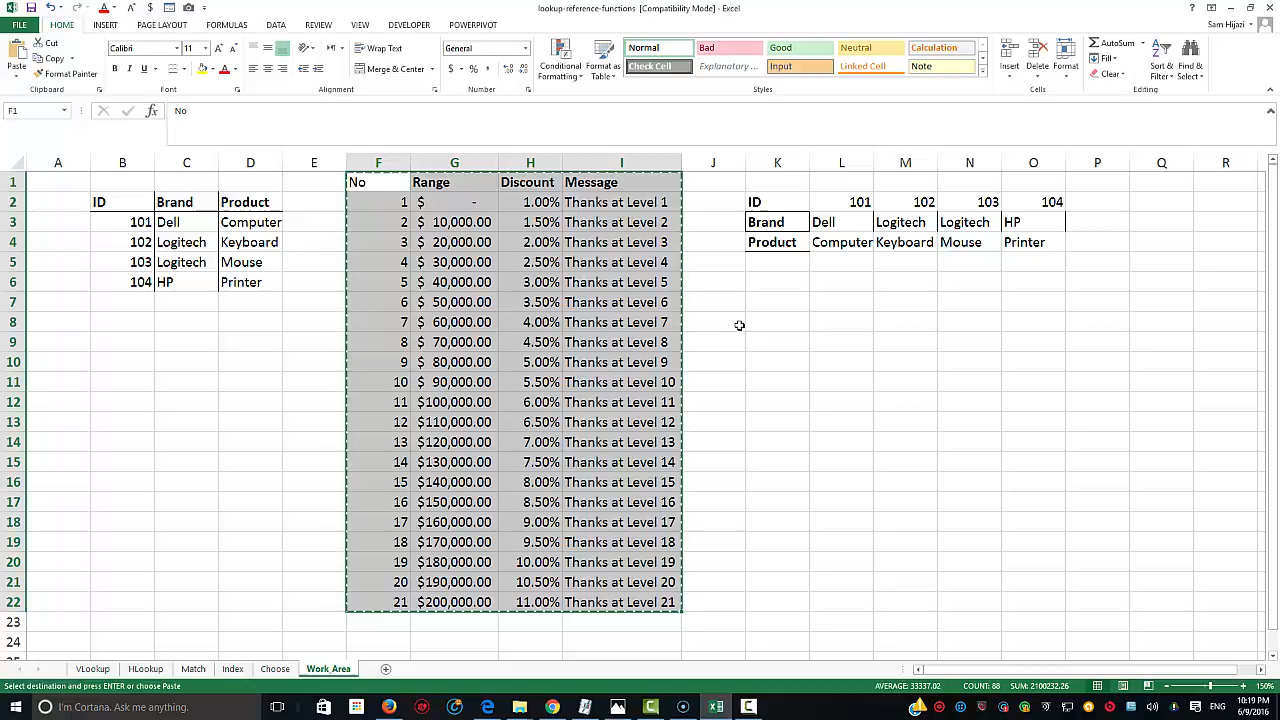 lookup-reference-functions [Compatibility Mode] - Excel
FILE HOME INSERT PAGE LAYOUT FORMULAS DATA REVIEW VIEW DEVELOPER POWERPIVOT Sam Hijazi
Cut Calibri 11 Wrap Text General Normal Bad Good Neutral Calculation AutoSum
Copy Fill
Format Painter Merge & Center Check Cell Explanatory ... Input Linked Cell Note Clear
Paste Conditional Formatting Format as Table Insert Delete Format Sort & Filter Find & Select
Clipboard Font Alignment Number Styles Cells Editing
F1 fx No
A B C D E F G H I J K L M N O P Q R
1 No Range Discount Message
2 ID Brand Product 1 $ - 1.00% Thanks at Level 1 ID 101 102 103 104
3 101 Dell Computer 2 $ 10,000.00 1.50% Thanks at Level 2 Brand Dell Logitech Logitech HP
4 102 Logitech Keyboard 3 $ 20,000.00 2.00% Thanks at Level 3 Product Computer Keyboard Mouse Printer
5 103 Logitech Mouse 4 $ 30,000.00 2.50% Thanks at Level 4
6 104 HP Printer 5 $ 40,000.00 3.00% Thanks at Level 5
7 6 $ 50,000.00 3.50% Thanks at Level 6
8 7 $ 60,000.00 4.00% Thanks at Level 7
9 8 $ 70,000.00 4.50% Thanks at Level 8
10 9 $ 80,000.00 5.00% Thanks at Level 9
11 10 $ 90,000.00 5.50% Thanks at Level 10
12 11 $100,000.00 6.00% Thanks at Level 11
13 12 $110,000.00 6.50% Thanks at Level 12
14 13 $120,000.00 7.00% Thanks at Level 13
15 14 $130,000.00 7.50% Thanks at Level 14
16 15 $140,000.00 8.00% Thanks at Level 15
17 16 $150,000.00 8.50% Thanks at Level 16
18 17 $160,000.00 9.00% Thanks at Level 17
19 18 $170,000.00 9.50% Thanks at Level 18
20 19 $180,000.00 10.00% Thanks at Level 19
21 20 $190,000.00 10.50% Thanks at Level 20
22 21 $200,000.00 11.00% Thanks at Level 21
23
24
VLookup HLookup Match Index Choose Work_Area
Select destination and press ENTER or choose Paste AVERAGE: 33337.02 COUNT: 88 SUM: 2100232.26 150%
I'm Cortana. Ask me anything. 10:19 PM
6/9/2016